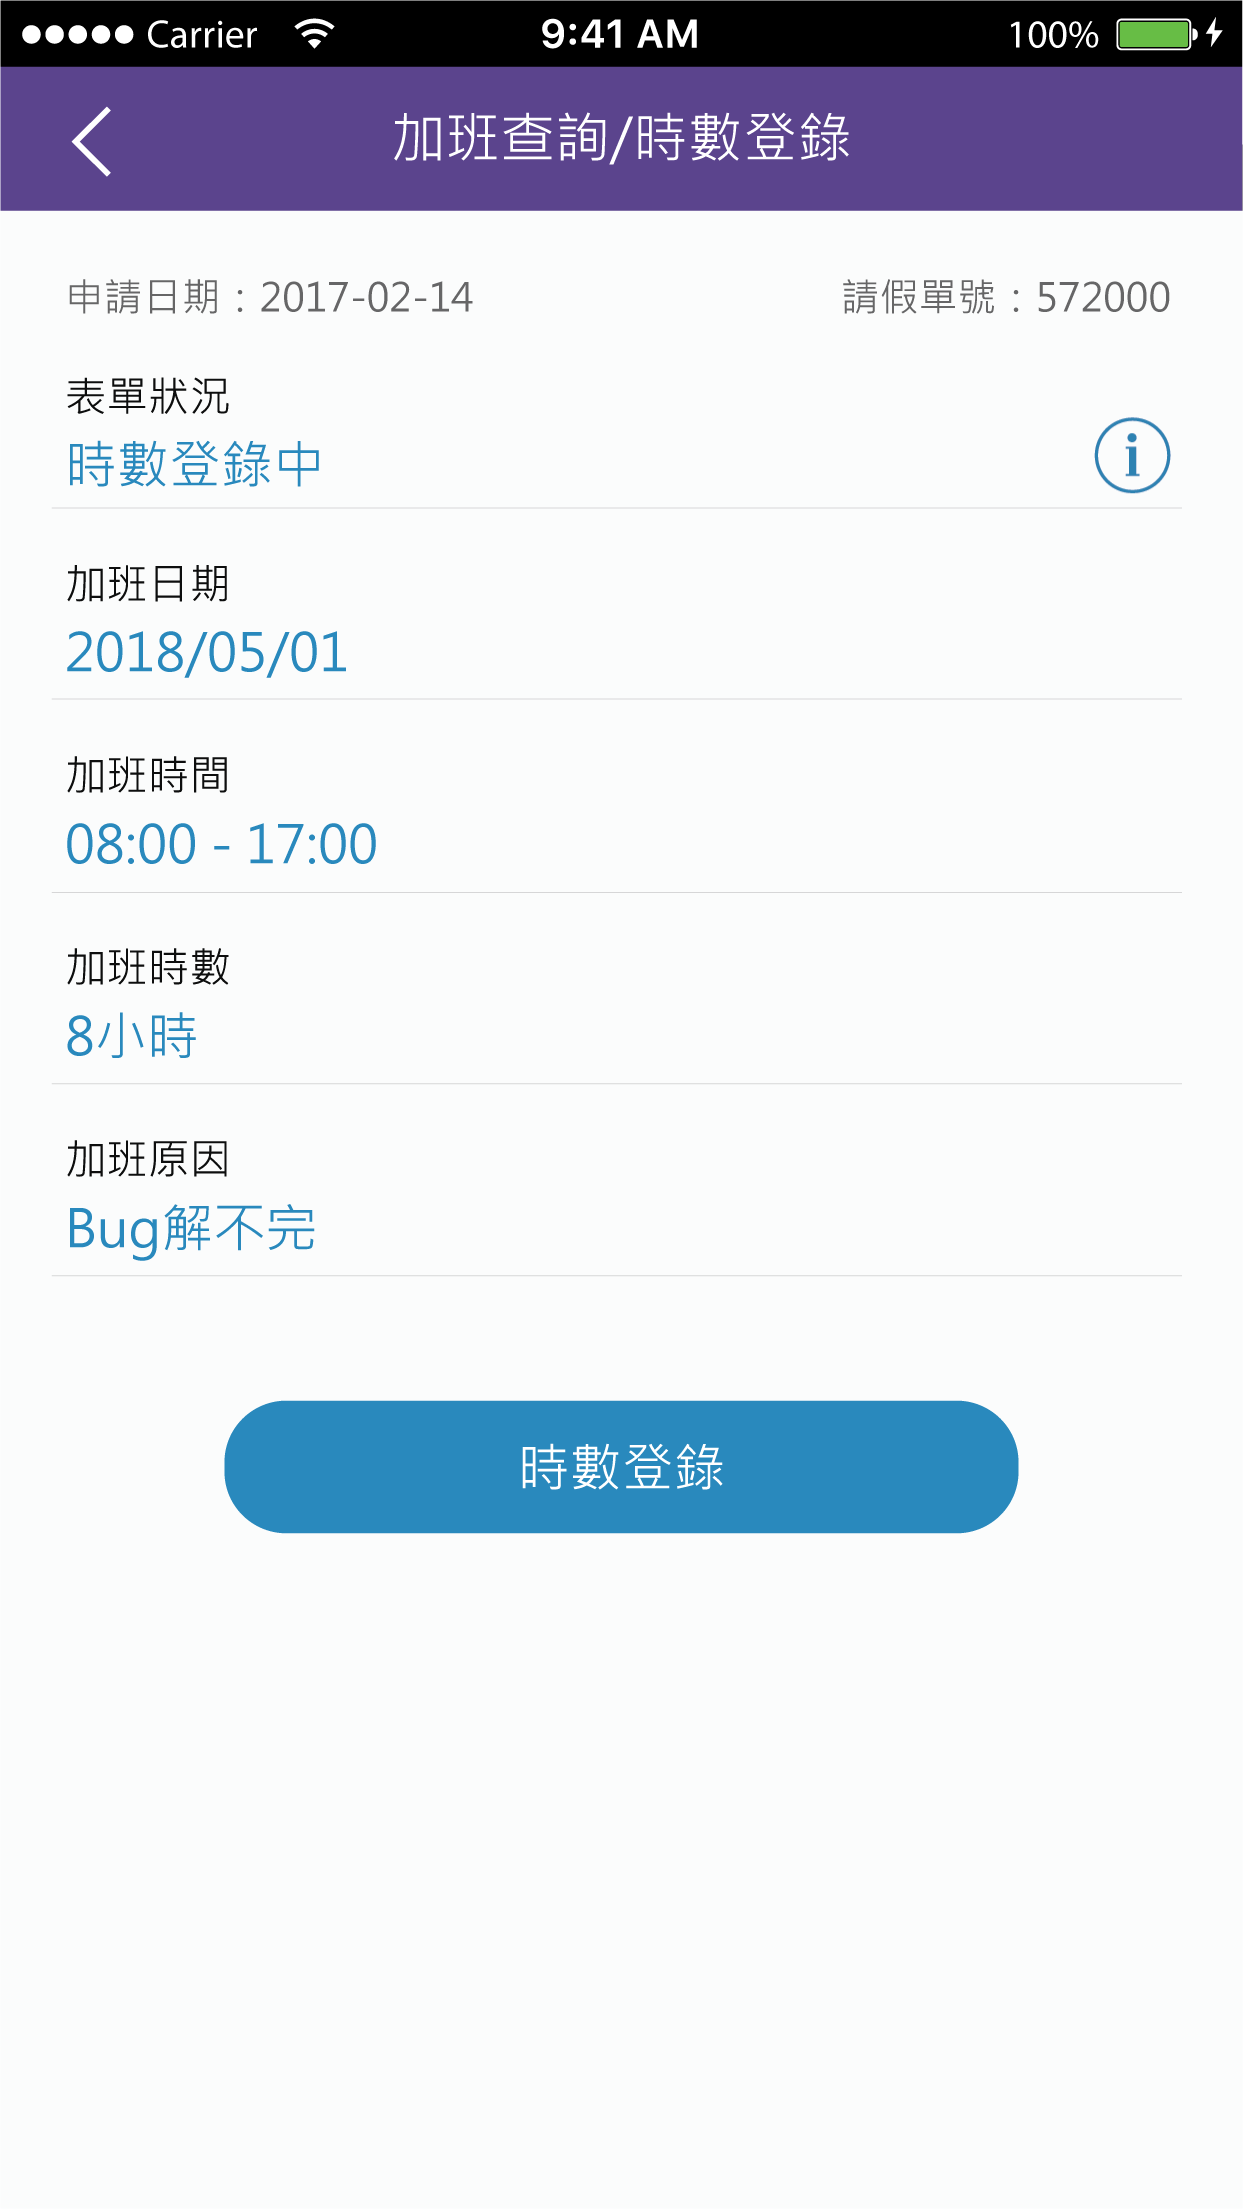 Carrier 9:41 AM 100%
加班查詢/時數登錄
申請日期：2017-02-14 請假單號：572000
表單狀況
時數登錄中
i
加班日期
2018/05/01
加班時間
08:00 - 17:00
加班時數
8小時
加班原因
Bug解不完
時數登錄